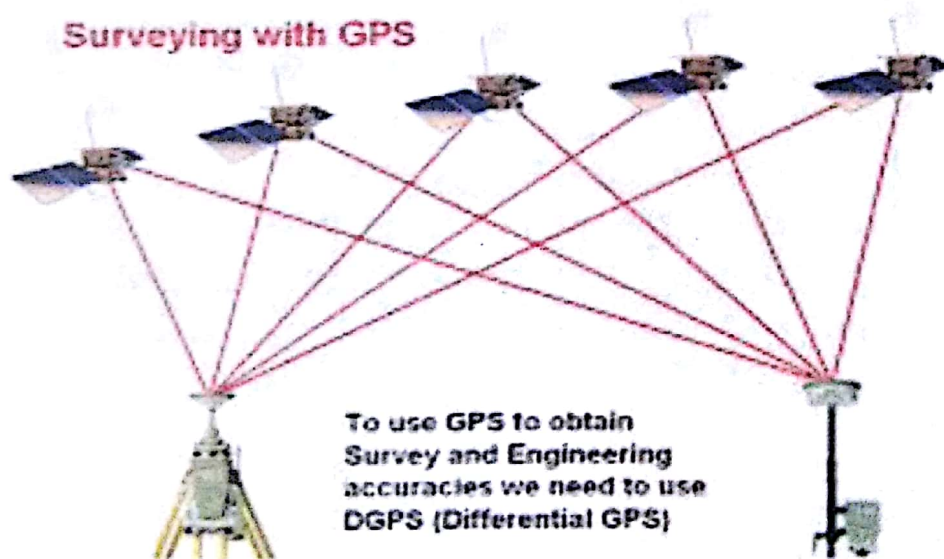 Surveying with GPS
To use GPS to obtain
Survey and Engineering
accuracies we need to use
DGPS (Differential GPS)